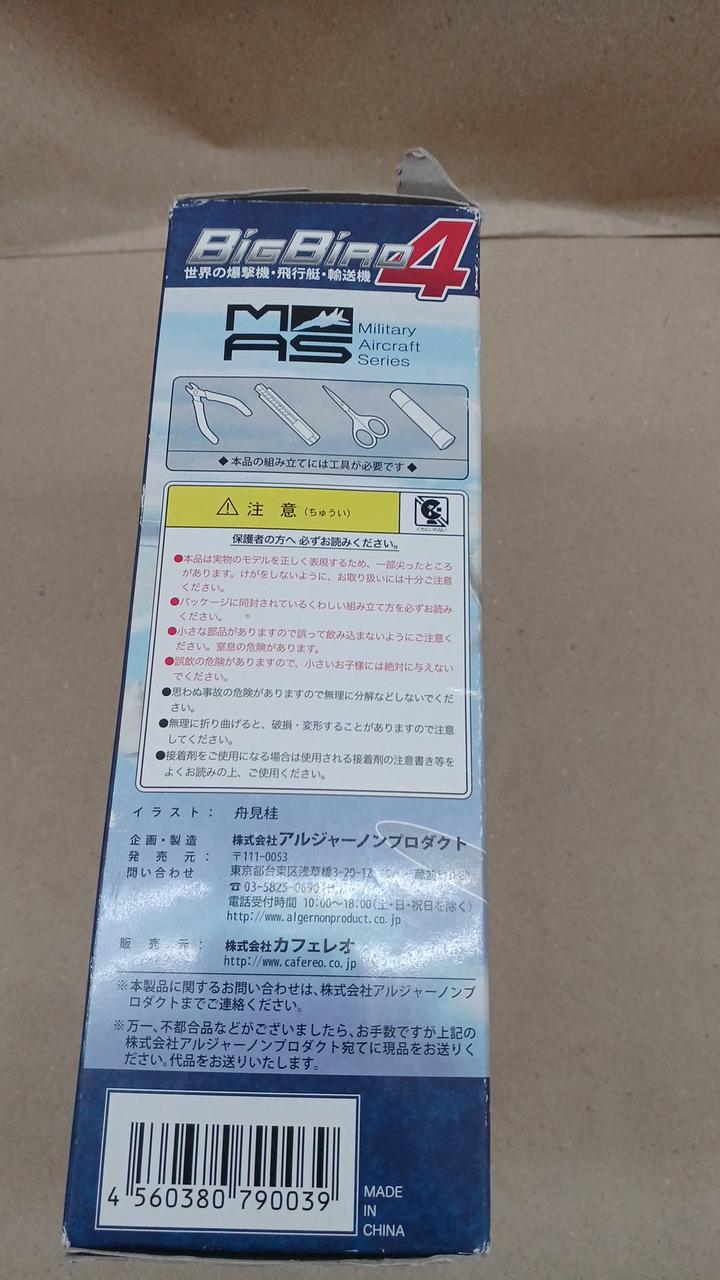 BIGBIRD 4
世界の爆撃機・飛行艇・輸送機
MAS
Military
Aircraft
Series
◆本品の組み立てには工具が必要です◆
⚠ 注 意 (ちゅうい)
くちにいれない
保護者の方へ 必ずお読みください。
●本品は実物のモデルを正しく表現するため、一部尖ったところ
があります。けがをしないように、お取り扱いには十分ご注意
ください。
●パッケージに同封されているくわしい組み立て方を必ずお読み
ください。
●小さな部品がありますので誤って飲み込まないようにご注意く
ださい。窒息の危険があります。
●誤飲の危険がありますので、小さいお子様には絶対に与えない
でください。
●思わぬ事故の危険がありますので無理に分解などしないでくだ
さい。
●無理に折り曲げると、破損・変形することがありますので注意
してください。
●接着剤をご使用になる場合は使用される接着剤の注意書き等を
よくお読みの上、ご使用ください。
イラスト： 舟見桂
企画・製造 株式会社アルジャーノンプロダクト
発売元： 〒111-0053
問い合わせ 東京都台東区浅草橋3-20-12
☎03-5825-
電話受付時間 10:00〜18:00(土・日・祝日を除く)
http://www.algernonproduct.co.jp
販売元： 株式会社カフェレオ
http://www.cafereo.co.jp
※本製品に関するお問い合わせは、株式会社アルジャーノンプ
ロダクトまでご連絡ください。
※万一、不都合品などがございましたら、お手数ですが上記の
株式会社アルジャーノンプロダクト宛てに現品をお送りく
ださい。代品をお送りいたします。
4 560380 790039
MADE
IN
CHINA